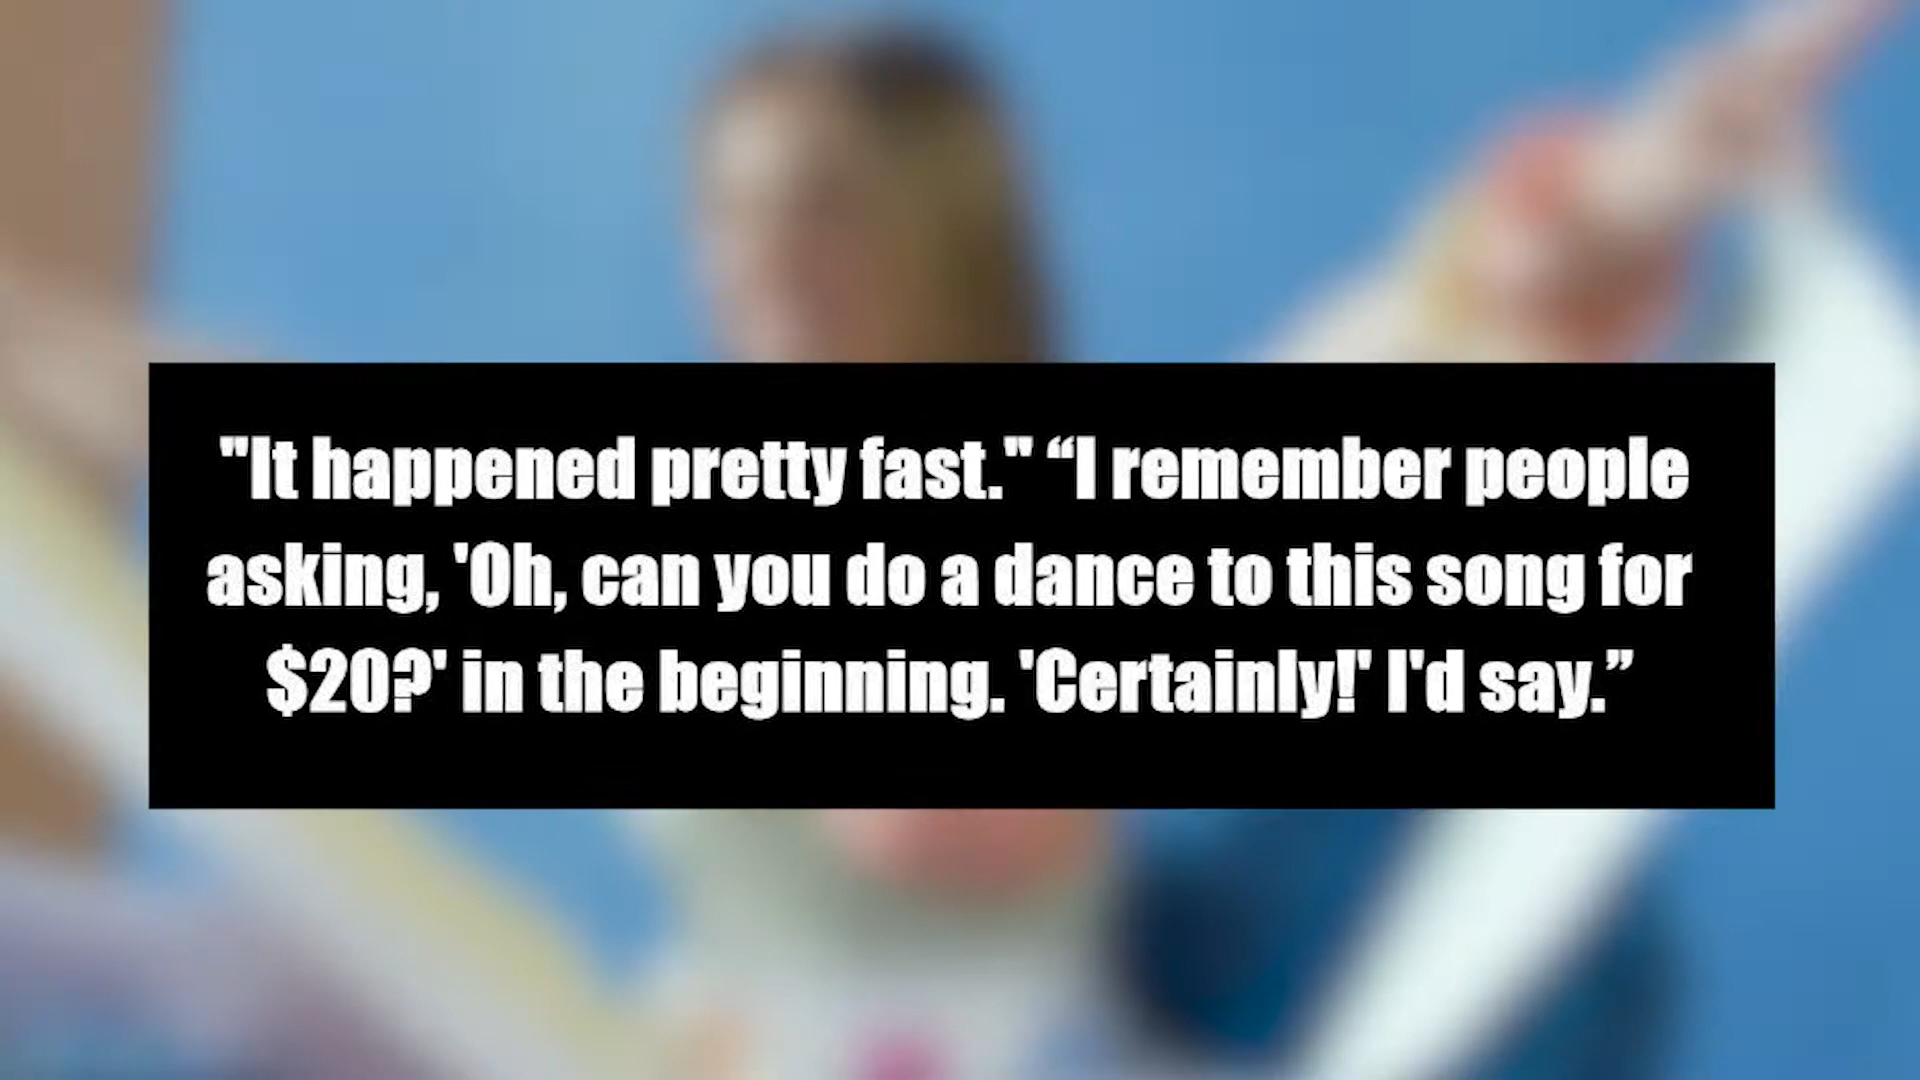 "It happened pretty fast." “I remember people
asking, 'Oh, can you do a dance to this song for
$20?' in the beginning. 'Certainly!' I'd say.”